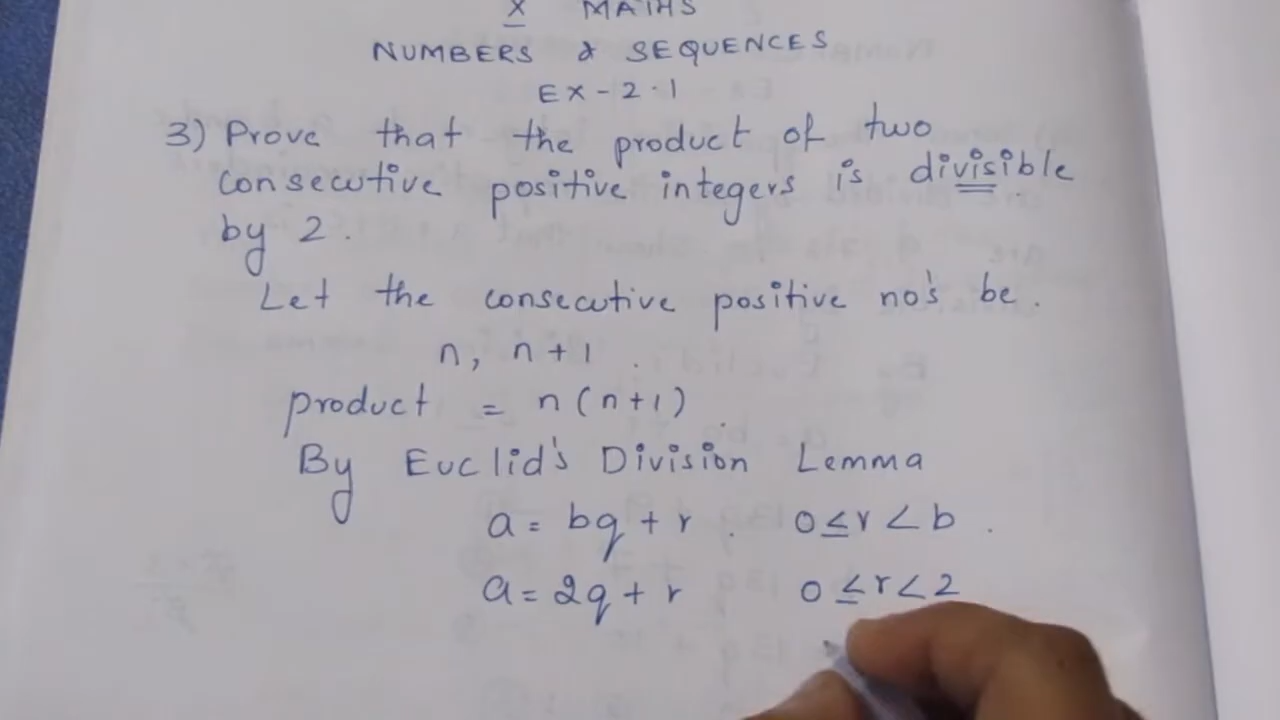 X MATHS
NUMBERS & SEQUENCES
EX - 2.1
3) Prove that the product of two
consecutive positive integers is divisible
by 2.
Let the consecutive positive no's be.
n, n+1.
product = n(n+1).
By Euclid's Division Lemma
a = bq + r. 0 ≤ r < b.
a = 2q + r 0 ≤ r < 2